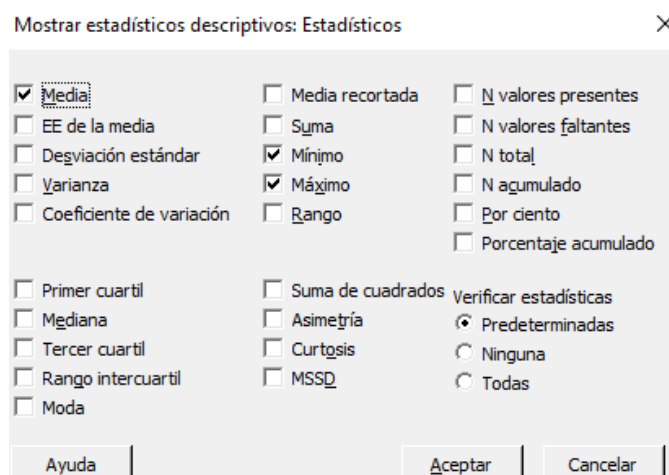 Mostrar estadísticos descriptivos: Estadísticos
Media
Media recortada
N valores presentes
EE de la media
Suma
N valores faltantes
Desviación estándar
Mínimo
N total
Varianza
Máximo
N acumulado
Coeficiente de variación
Rango
Por ciento
Porcentaje acumulado
Primer cuartil
Suma de cuadrados
Verificar estadísticas
Mediana
Asimetría
Predeterminadas
Tercer cuartil
Curtosis
Ninguna
Rango intercuartil
MSSD
Todas
Moda
Ayuda
Aceptar
Cancelar